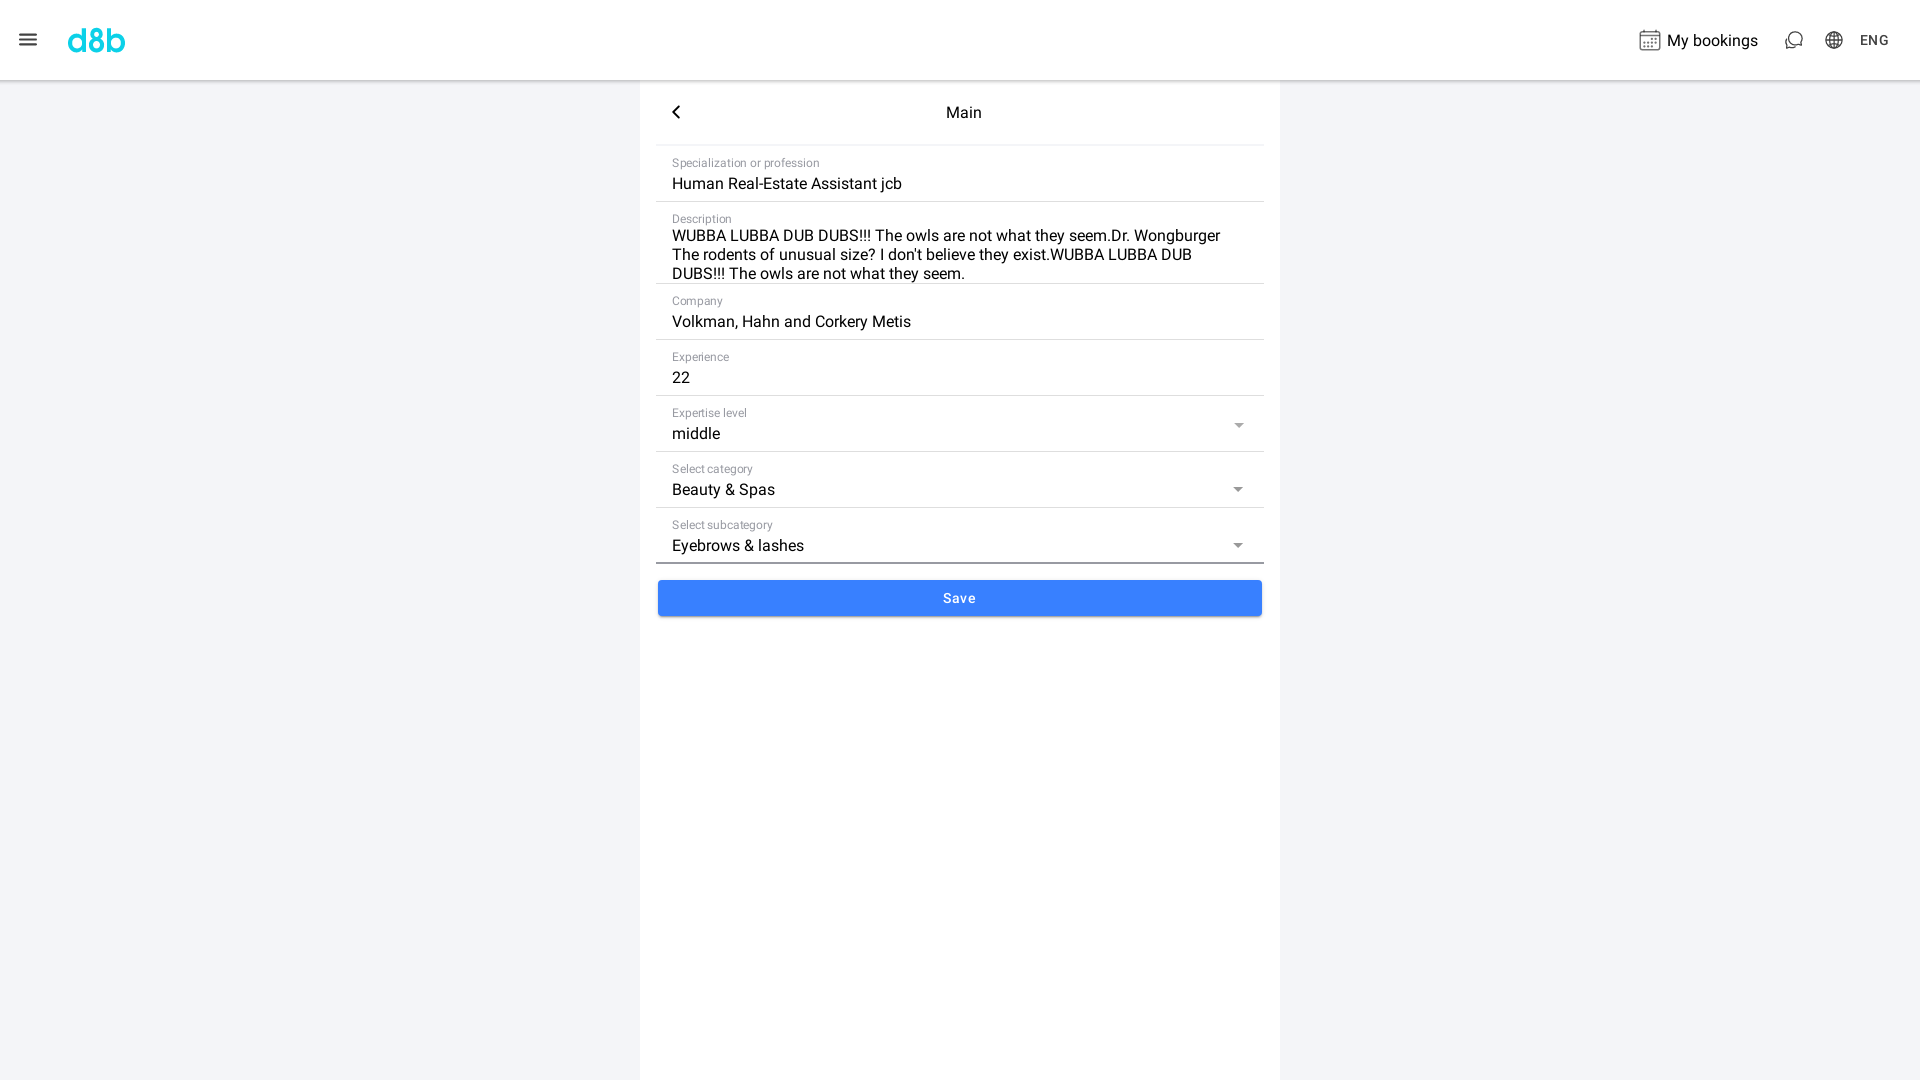 d8b
My bookings
ENG
Main
Specialization or profession
Human Real-Estate Assistant jcb
Description
WUBBA LUBBA DUB DUBS!!! The owls are not what they seem.Dr. Wongburger
The rodents of unusual size? I don't believe they exist.WUBBA LUBBA DUB
DUBS!!! The owls are not what they seem.
Company
Volkman, Hahn and Corkery Metis
Experience
22
Expertise level
middle
Select category
Beauty & Spas
Select subcategory
Eyebrows & lashes
Save